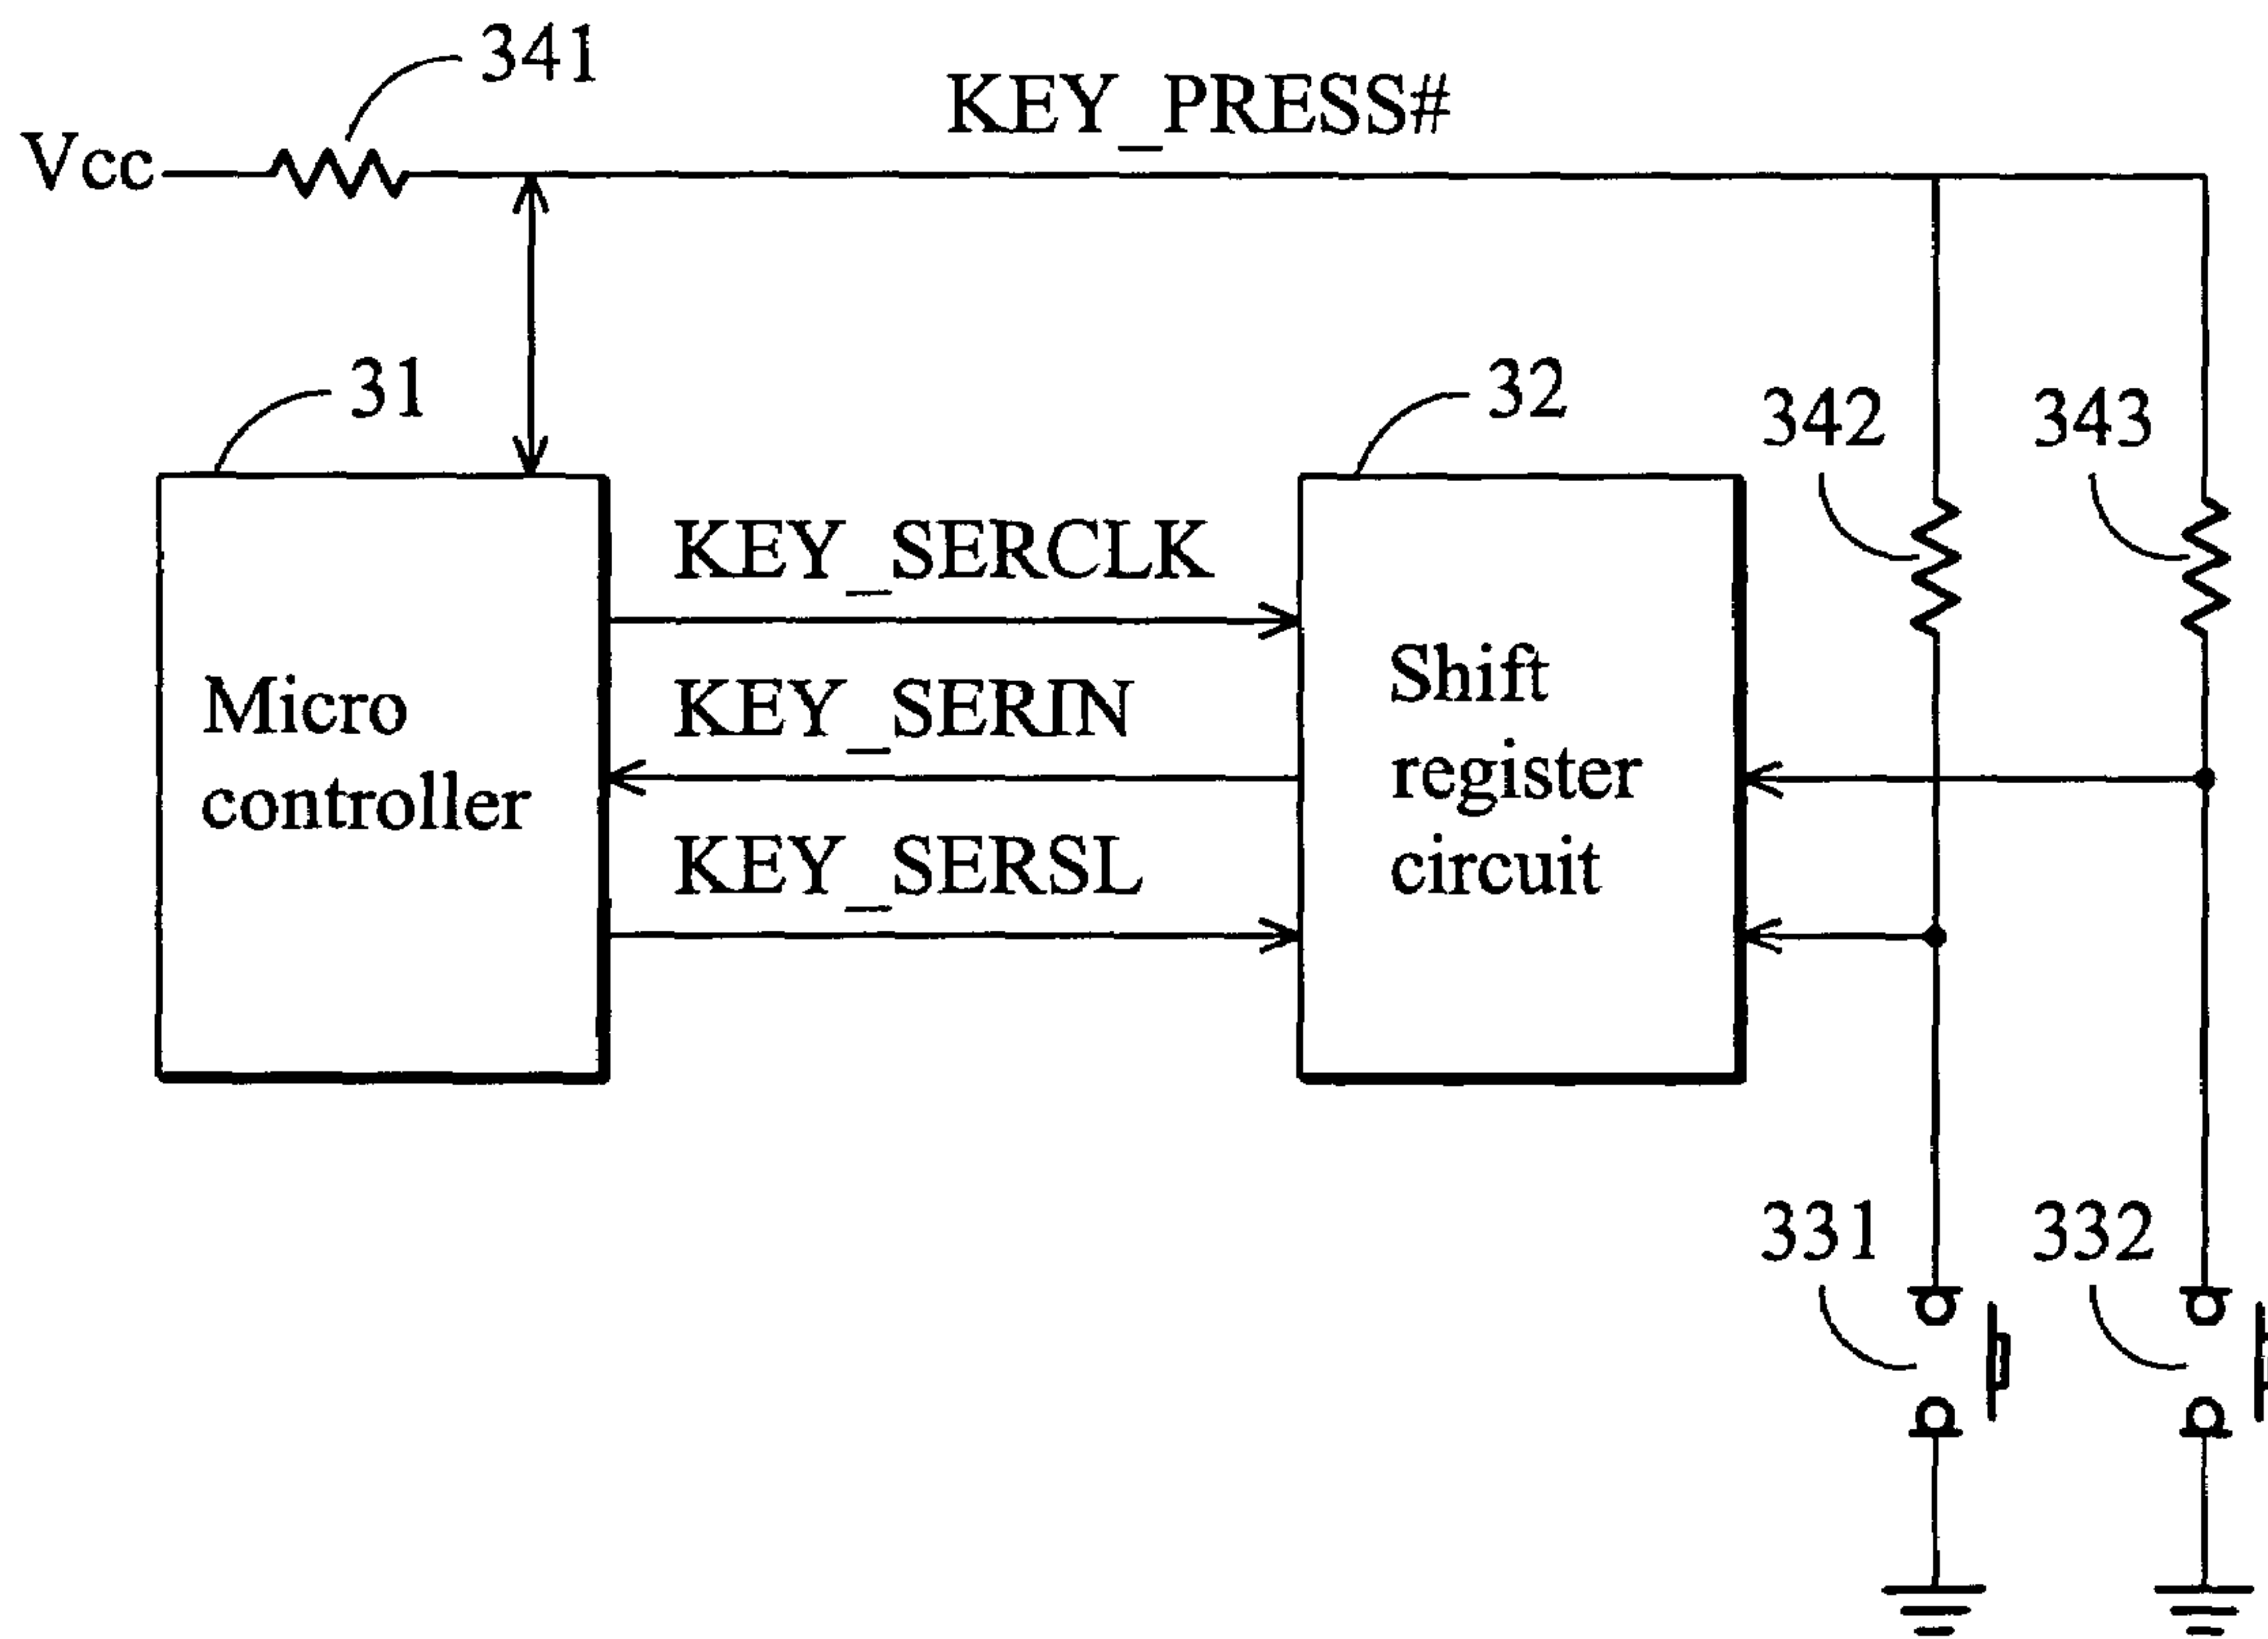 341
KEY_PRESS#
Vcc
31
32
342
343
KEY_SERCLK
KEY_SERIN
KEY_SERSL
Micro
controller
Shift
register
circuit
331
332